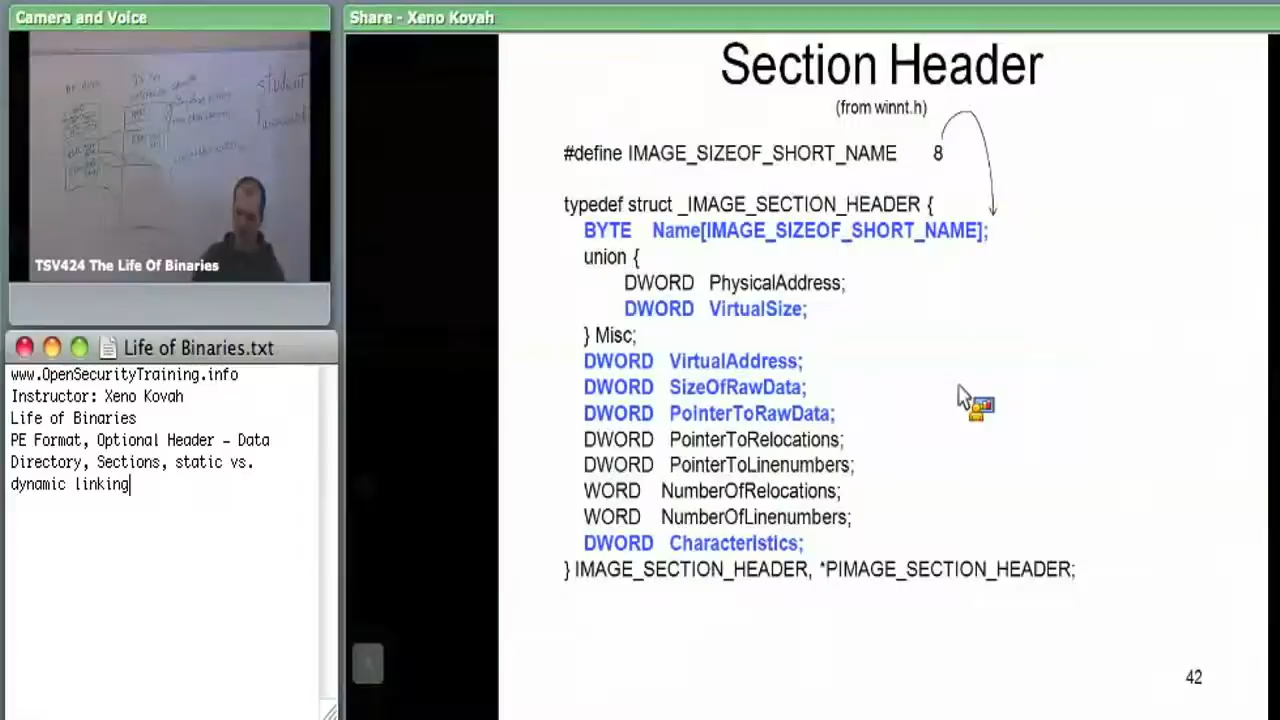 Camera and Voice
TSV424 The Life Of Binaries
Life of Binaries.txt
www.OpenSecurityTraining.info
Instructor: Xeno Kovah
Life of Binaries
PE Format, Optional Header - Data
Directory, Sections, static vs.
dynamic linking
Share - Xeno Kovah
Section Header
(from winnt.h)
#define IMAGE_SIZEOF_SHORT_NAME 8
typedef struct _IMAGE_SECTION_HEADER {
BYTE Name[IMAGE_SIZEOF_SHORT_NAME];
union {
DWORD PhysicalAddress;
DWORD VirtualSize;
} Misc;
DWORD VirtualAddress;
DWORD SizeOfRawData;
DWORD PointerToRawData;
DWORD PointerToRelocations;
DWORD PointerToLinenumbers;
WORD NumberOfRelocations;
WORD NumberOfLinenumbers;
DWORD Characteristics;
} IMAGE_SECTION_HEADER, *PIMAGE_SECTION_HEADER;
42